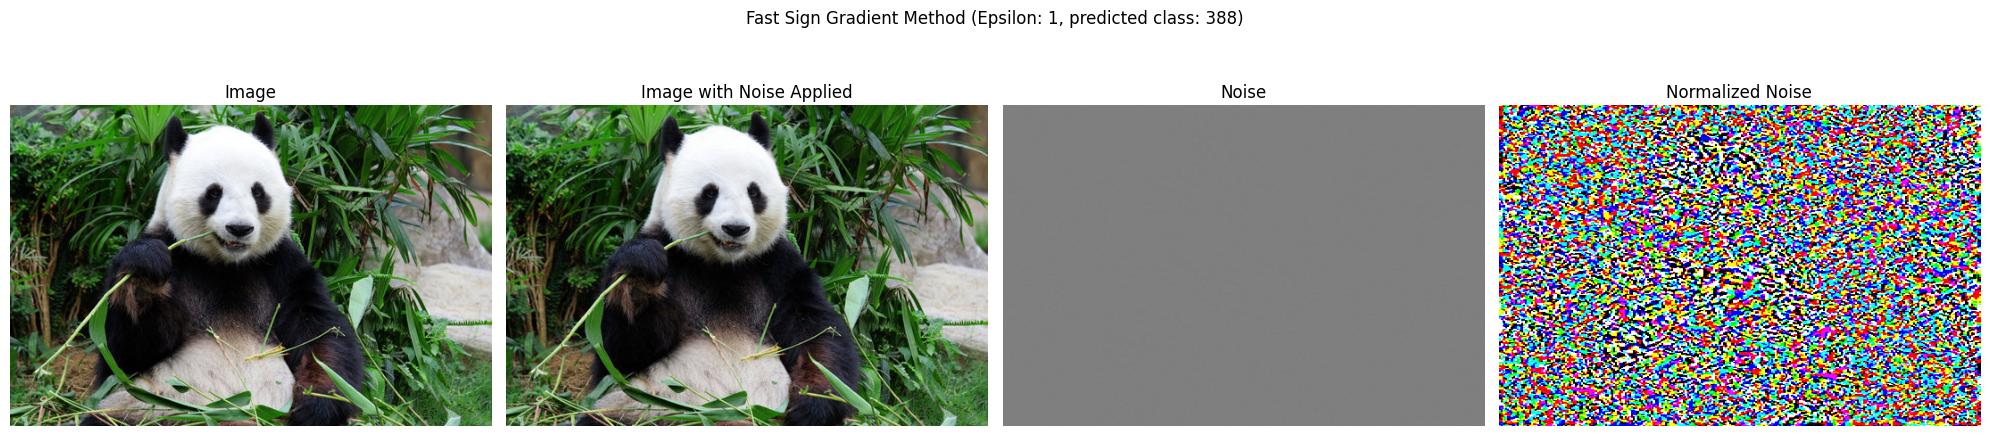 Fast Sign Gradient Method (Epsilon: 1, predicted class: 388)
Image
Image with Noise Applied
Noise
Normalized Noise